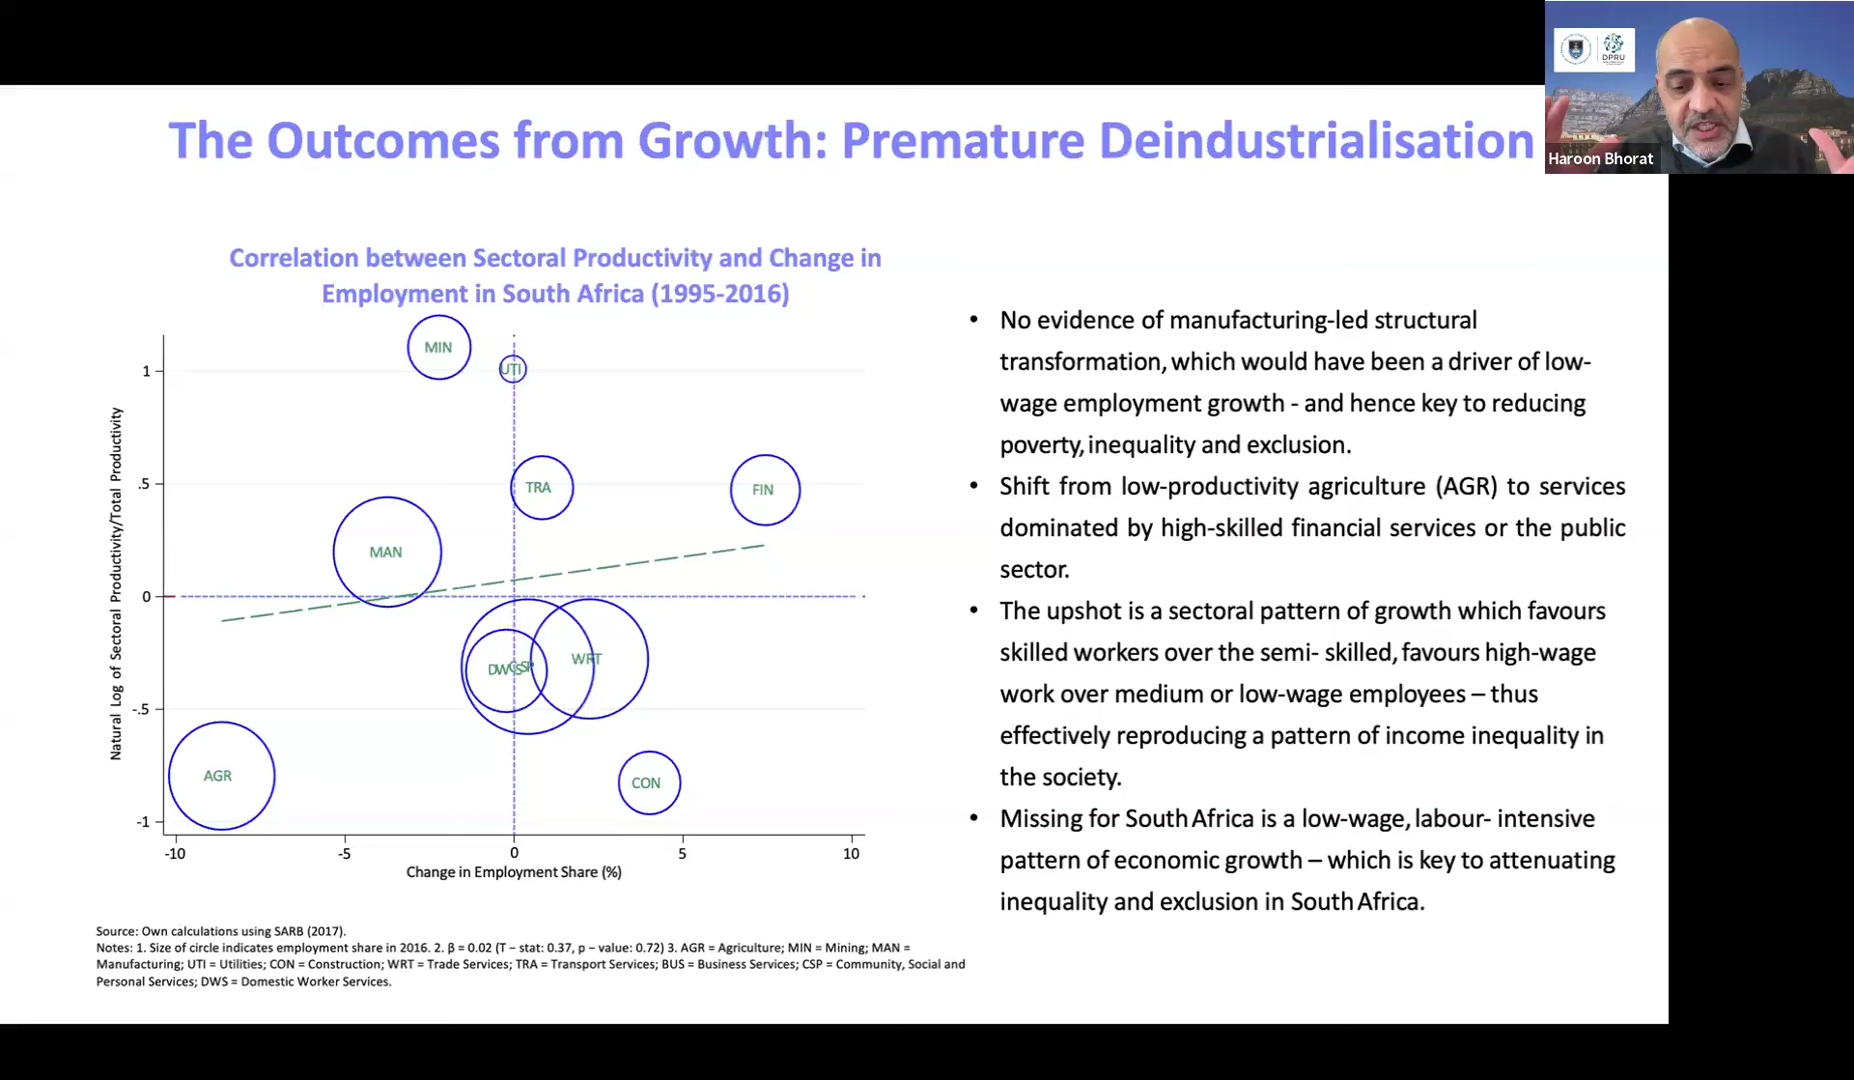 DPRU
Haroon Bhorat
The Outcomes from Growth: Premature Deindustrialisation
Correlation between Sectoral Productivity and Change in
Employment in South Africa (1995-2016)
Natural Log of Sectoral Productivity/Total Productivity
1
.5
0
-.5
-1
MIN
UTI
TRA
FIN
MAN
DWS
CSP
WRT
AGR
CON
-10
-5
0
5
10
Change in Employment Share (%)
• No evidence of manufacturing-led structural
transformation, which would have been a driver of low-
wage employment growth - and hence key to reducing
poverty, inequality and exclusion.
• Shift from low-productivity agriculture (AGR) to services
dominated by high-skilled financial services or the public
sector.
• The upshot is a sectoral pattern of growth which favours
skilled workers over the semi- skilled, favours high-wage
work over medium or low-wage employees – thus
effectively reproducing a pattern of income inequality in
the society.
• Missing for South Africa is a low-wage, labour- intensive
pattern of economic growth – which is key to attenuating
inequality and exclusion in South Africa.
Source: Own calculations using SARB (2017).
Notes: 1. Size of circle indicates employment share in 2016. 2. β = 0.02 (T − stat: 0.37, p − value: 0.72) 3. AGR = Agriculture; MIN = Mining; MAN =
Manufacturing; UTI = Utilities; CON = Construction; WRT = Trade Services; TRA = Transport Services; BUS = Business Services; CSP = Community, Social and
Personal Services; DWS = Domestic Worker Services.